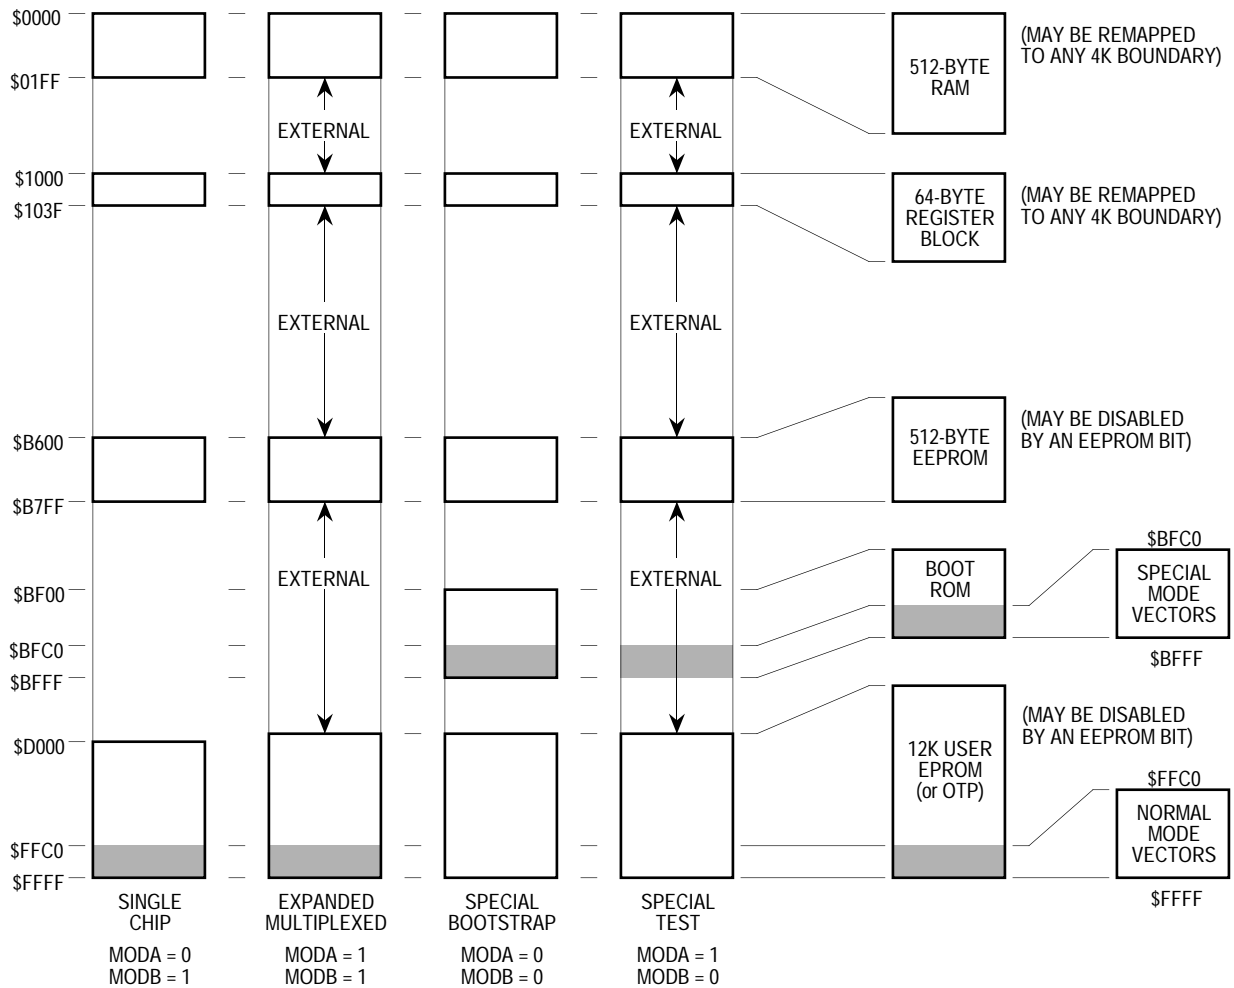 $0000
$01FF
$1000
$103F
$B600
$B7FF
$BF00
$BFC0
$BFFF
$D000
$FFC0
$FFFF
EXTERNAL
EXTERNAL
EXTERNAL
EXTERNAL
EXTERNAL
EXTERNAL
512-BYTE
RAM
(MAY BE REMAPPED
TO ANY 4K BOUNDARY)
64-BYTE
REGISTER
BLOCK
(MAY BE REMAPPED
TO ANY 4K BOUNDARY)
512-BYTE
EEPROM
(MAY BE DISABLED
BY AN EEPROM BIT)
BOOT
ROM
$BFC0
SPECIAL
MODE
VECTORS
$BFFF
12K USER
EPROM
(or OTP)
(MAY BE DISABLED
BY AN EEPROM BIT)
$FFC0
NORMAL
MODE
VECTORS
$FFFF
SINGLE
CHIP
MODA = 0
MODB = 1
EXPANDED
MULTIPLEXED
MODA = 1
MODB = 1
SPECIAL
BOOTSTRAP
MODA = 0
MODB = 0
SPECIAL
TEST
MODA = 1
MODB = 0